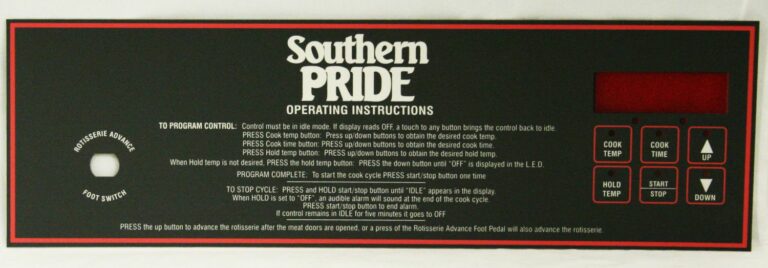 Southern
PRIDE
OPERATING INSTRUCTIONS
TO PROGRAM CONTROL: Control must be in idle mode. If display reads OFF, a touch to any button brings the control back to idle.
PRESS Cook temp button: Press up/down buttons to obtain the desired cook temp.
PRESS Cook time button: PRESS up/down buttons to obtain the desired cook time.
PRESS Hold temp button: PRESS up/down buttons to obtain the desired hold temp.
When Hold temp is not desired, PRESS the hold temp button: PRESS the down button until "OFF" is displayed in the L.E.D.
PROGRAM COMPLETE: To start the cook cycle PRESS start/stop button one time
TO STOP CYCLE: PRESS and HOLD start/stop button until "IDLE" appears in the display.
When HOLD is set to "OFF", an audible alarm will sound at the end of the cook cycle.
PRESS start/stop button to end alarm.
If control remains in IDLE for five minutes it goes to OFF
PRESS the up button to advance the rotisserie after the meat doors are opened, or a press of the Rotisserie Advance Foot Pedal will also advance the rotisserie.
ROTISSERIE ADVANCE
FOOT SWITCH
COOK
TEMP
COOK
TIME
UP
HOLD
TEMP
START
STOP
DOWN